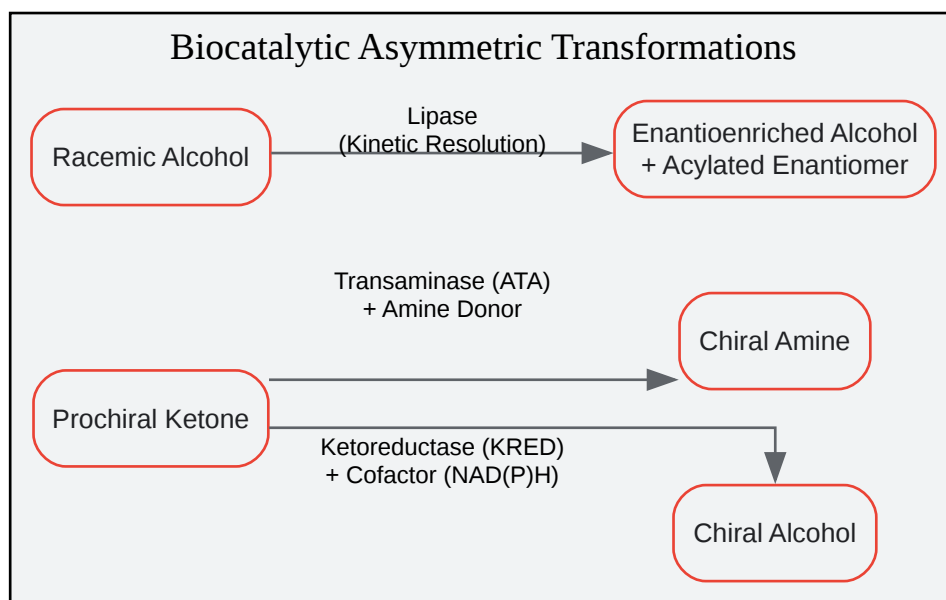 Biocatalytic Asymmetric Transformations
Lipase
(Kinetic Resolution)
Racemic Alcohol
Enantioenriched Alcohol
+ Acylated Enantiomer
Transaminase (ATA)
+ Amine Donor
Chiral Amine
Prochiral Ketone
Ketoreductase (KRED)
+ Cofactor (NAD(P)H)
Chiral Alcohol